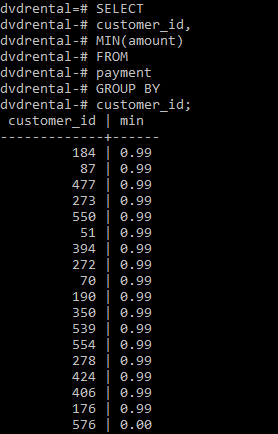 dvdrental=# SELECT
dvdrental-# customer_id,
dvdrental-# MIN(amount)
dvdrental-# FROM
dvdrental-# payment
dvdrental-# GROUP BY
dvdrental-# customer_id;
 customer_id | min
-------------+------
         184 | 0.99
          87 | 0.99
         477 | 0.99
         273 | 0.99
         550 | 0.99
          51 | 0.99
         394 | 0.99
         272 | 0.99
          70 | 0.99
         190 | 0.99
         350 | 0.99
         539 | 0.99
         554 | 0.99
         278 | 0.99
         424 | 0.99
         406 | 0.99
         176 | 0.99
         576 | 0.00